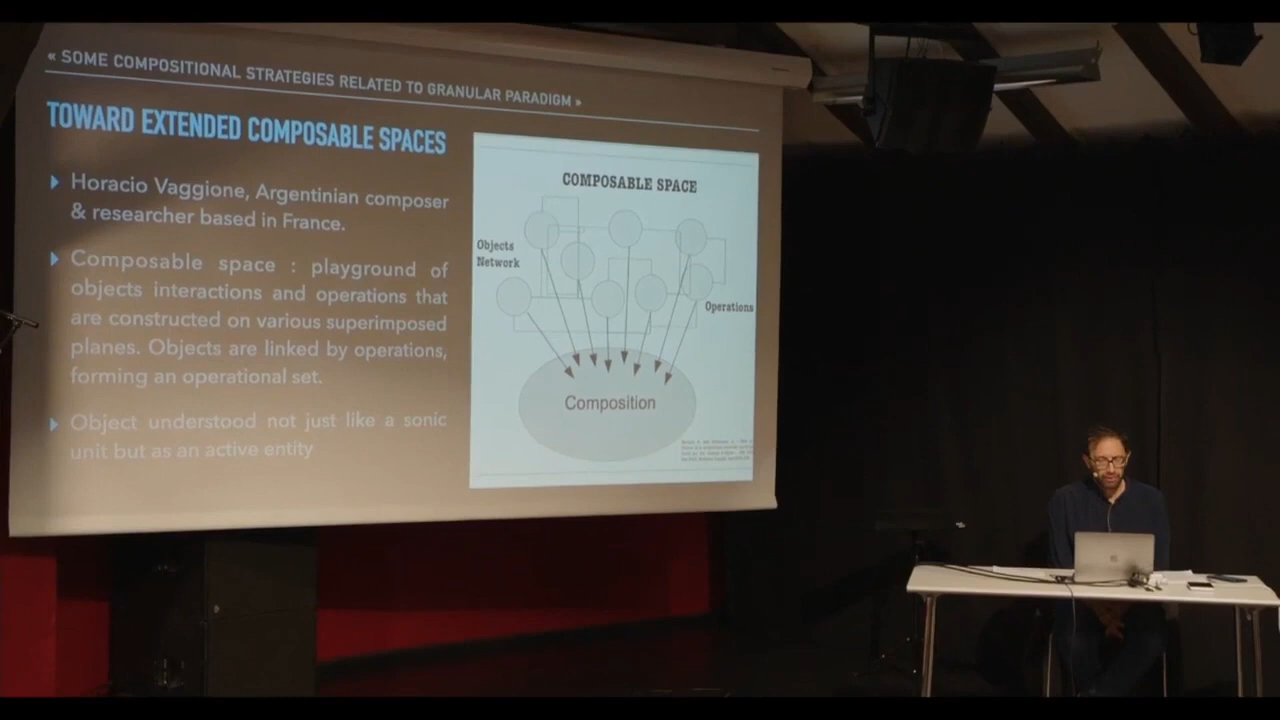 « SOME COMPOSITIONAL STRATEGIES RELATED TO GRANULAR PARADIGM »
TOWARD EXTENDED COMPOSABLE SPACES
Horacio Vaggione, Argentinian composer
& researcher based in France.
Composable space : playground of
objects interactions and operations that
are constructed on various superimposed
planes. Objects are linked by operations,
forming an operational set.
Object understood not just like a sonic
unit but as an active entity
COMPOSABLE SPACE
Objects
Network
Operations
Composition